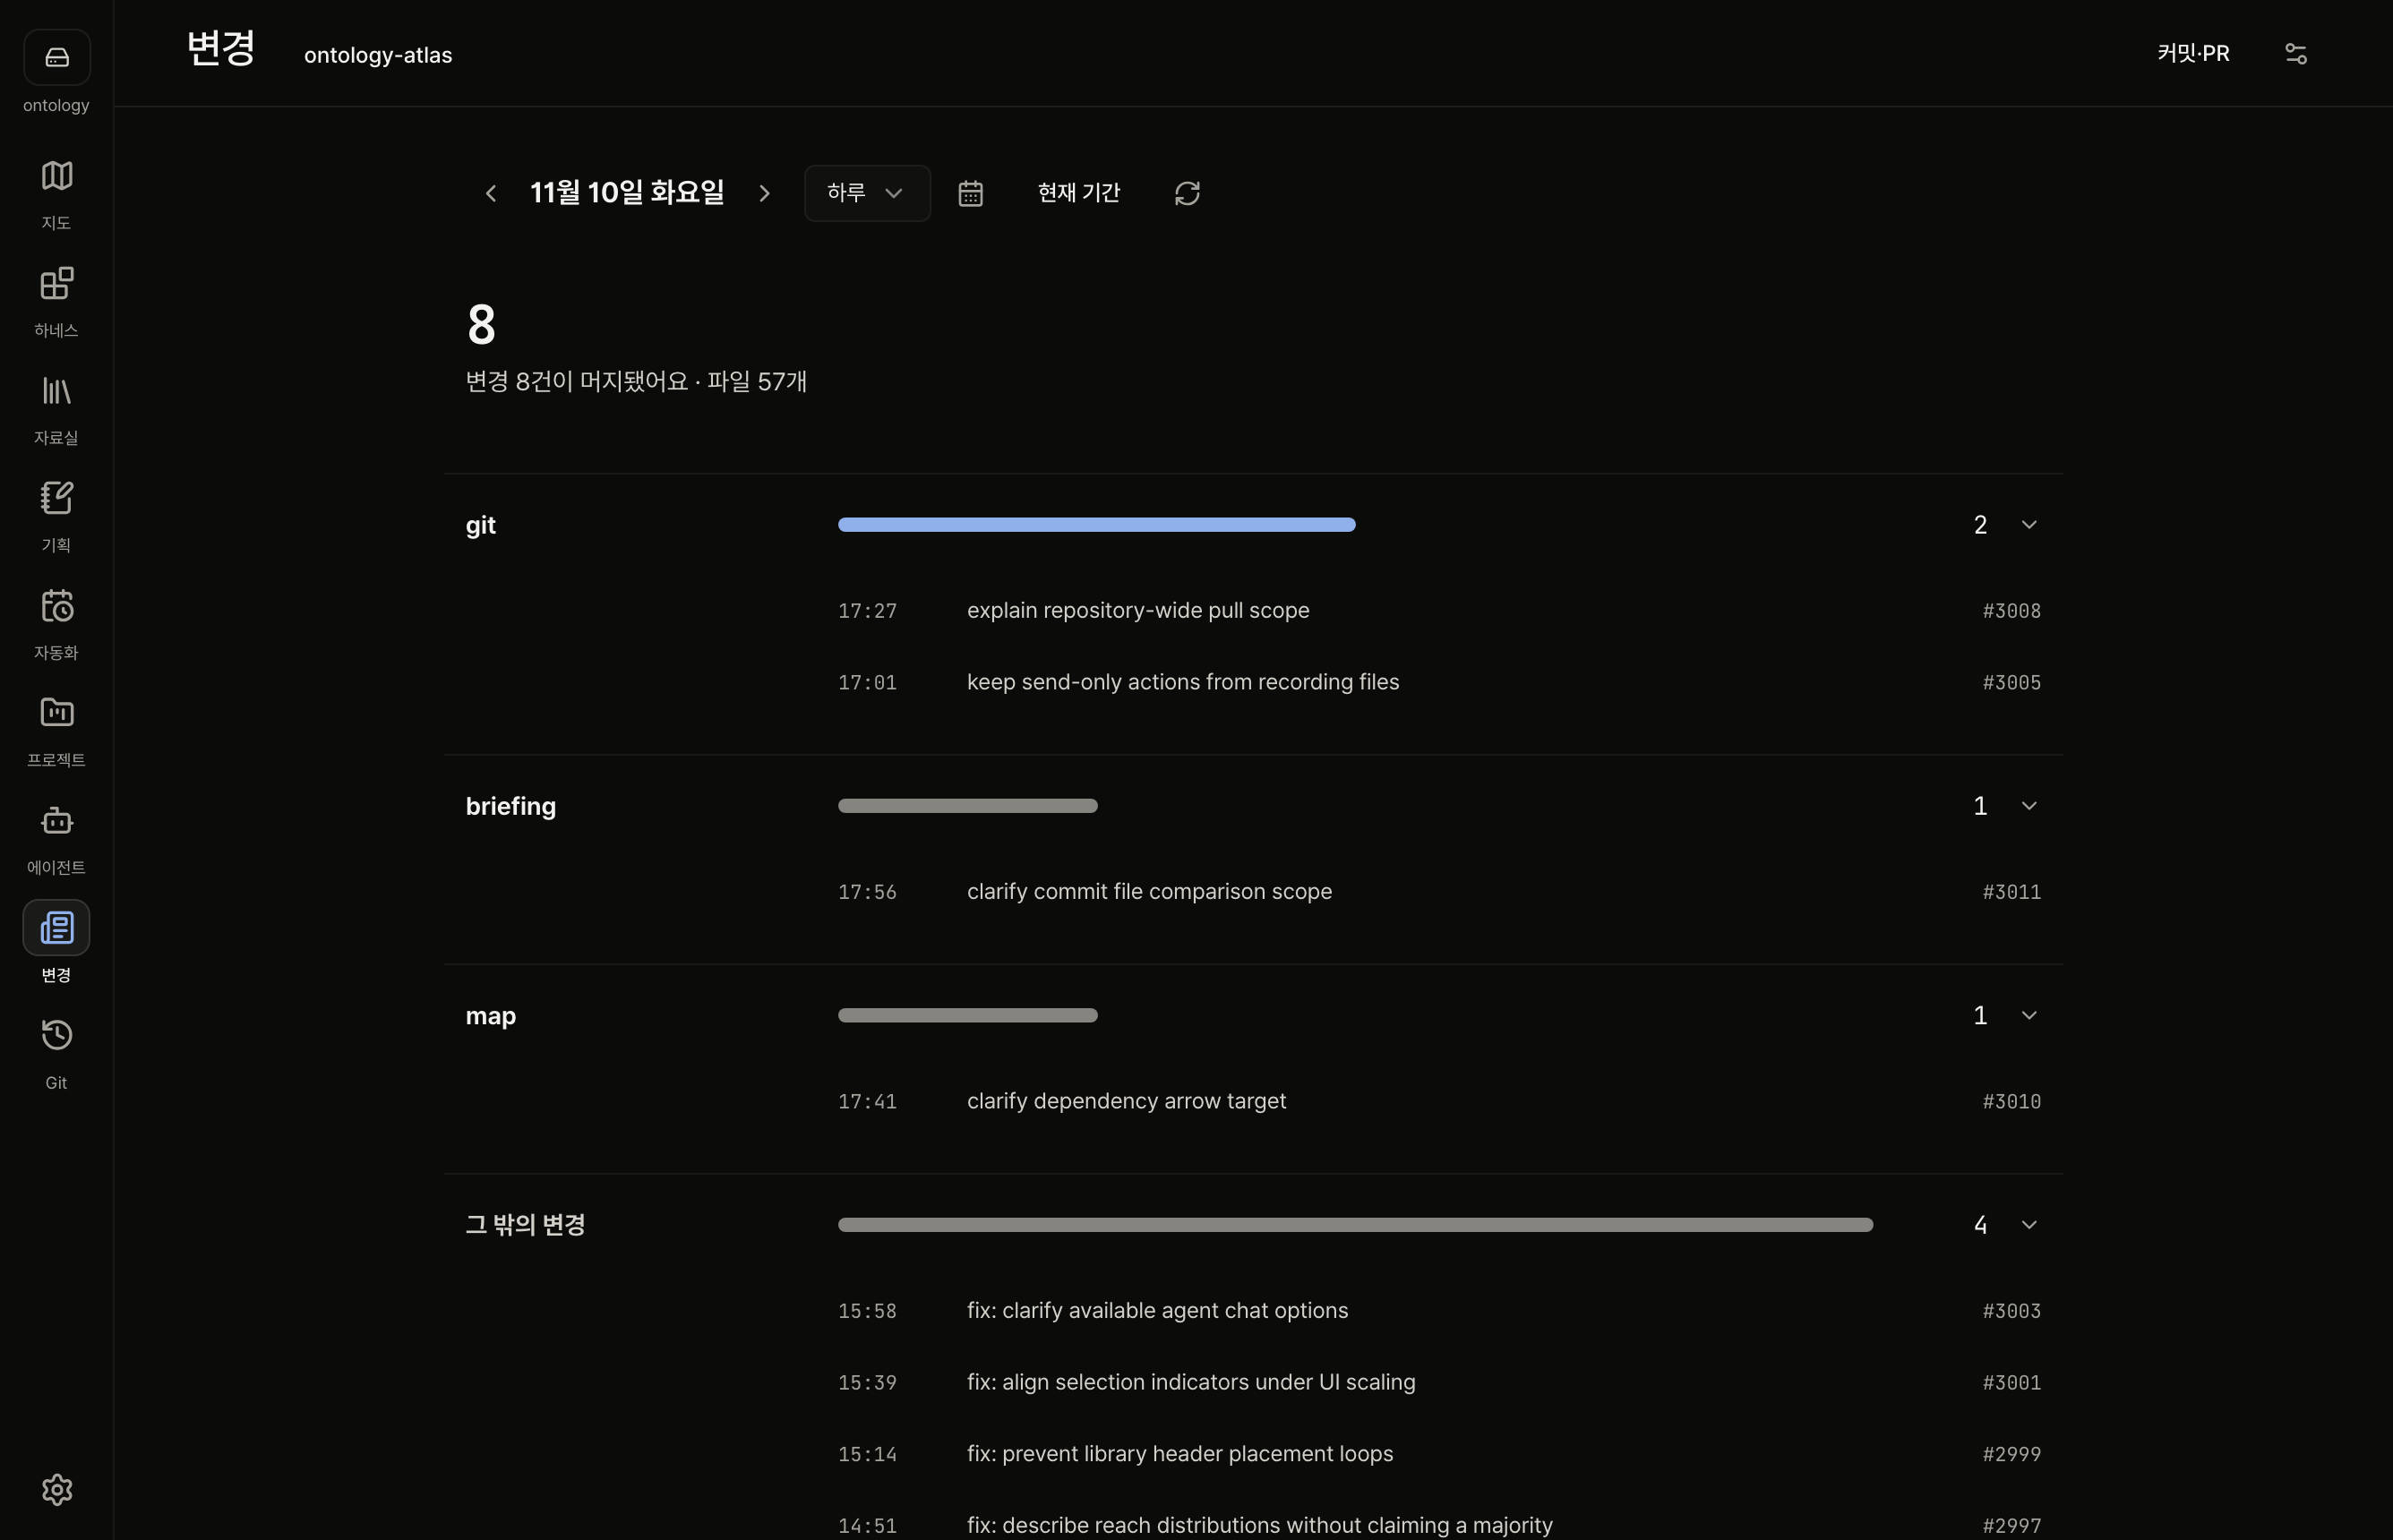 ontology
지도
하네스
자료실
기획
자동화
프로젝트
에이전트
변경
Git
변경 ontology-atlas 커밋·PR
11월 10일 화요일 하루 현재 기간
8
변경 8건이 머지됐어요 · 파일 57개
git 2
17:27 explain repository-wide pull scope #3008
17:01 keep send-only actions from recording files #3005
briefing 1
17:56 clarify commit file comparison scope #3011
map 1
17:41 clarify dependency arrow target #3010
그 밖의 변경 4
15:58 fix: clarify available agent chat options #3003
15:39 fix: align selection indicators under UI scaling #3001
15:14 fix: prevent library header placement loops #2999
14:51 fix: describe reach distributions without claiming a majority #2997